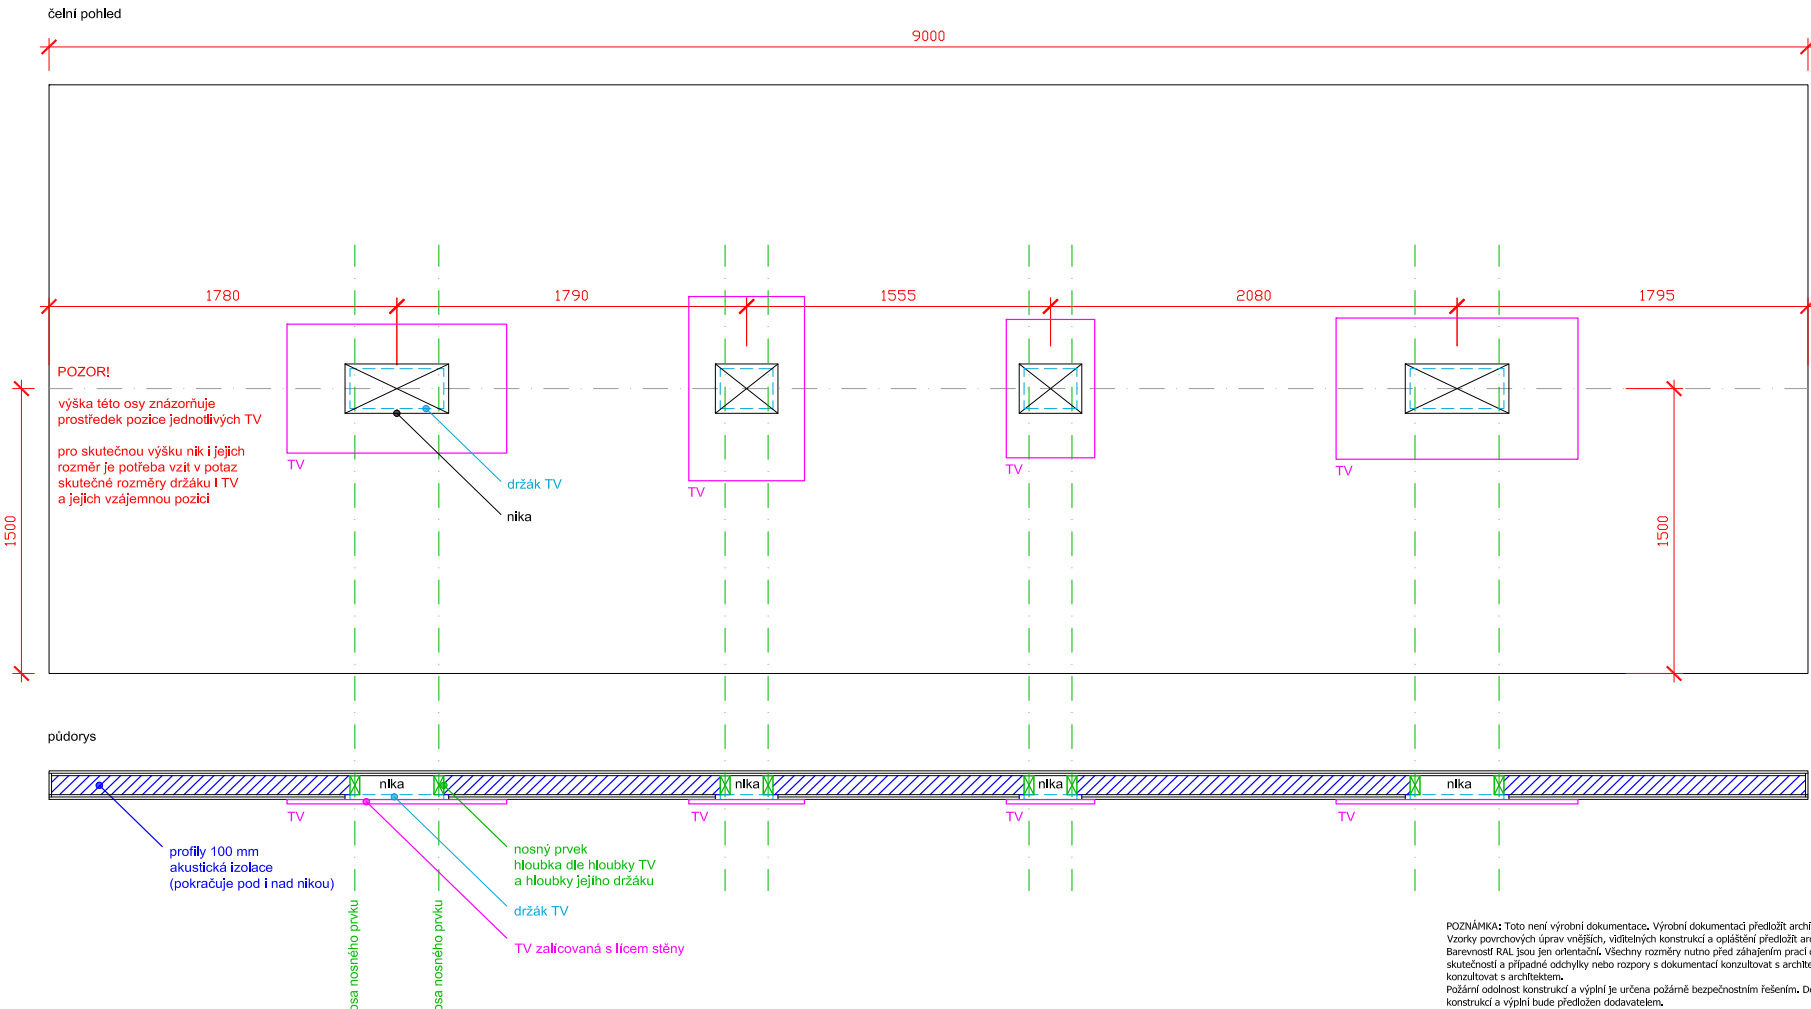 čelní pohled
9000
1780
1790
1555
2080
1795
POZOR!
výška této osy znázorňuje
prostředek pozice jednotlivých TV
pro skutečnou výšku nik i jejich
rozměr je potřeba vzít v potaz
skutečné rozměry držáku i TV
a jejich vzájemnou pozici
TV
TV
TV
TV
držák TV
nika
1500
1500
půdorys
nika
nika
nika
nika
TV
TV
TV
TV
profily 100 mm
akustická izolace
(pokračuje pod i nad nikou)
nosný prvek
hloubka dle hloubky TV
a hloubky jejího držáku
držák TV
TV zalícovaná s lícem stěny
osa nosného prvku
osa nosného prvku
POZNÁMKA: Toto není výrobní dokumentace. Výrobní dokumentaci předložit archi
Vzorky povrchových úprav vnějších, viditelných konstrukcí a opláštění předložit ar
Barevností RAL jsou jen orientační. Všechny rozměry nutno před zahájením prací
skutečností a případné odchylky nebo rozpory s dokumentací konzultovat s archite
konzultovat s architektem.
Požární odolnost konstrukcí a výplní je určena požárně bezpečnostním řešením.
konstrukcí a výplní bude předložen dodavatelem.